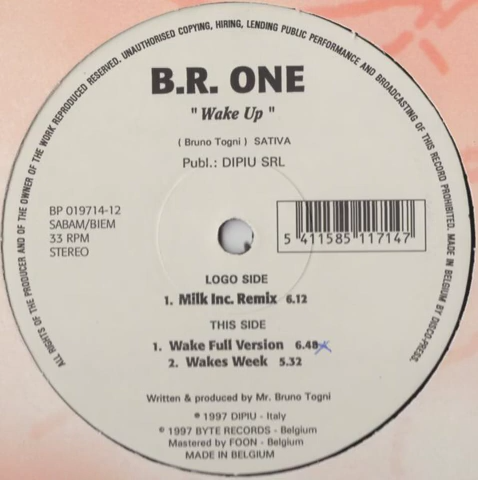 ALL RIGHTS OF THE PRODUCER AND OF THE OWNER OF THE WORK REPRODUCED RESERVED. UNAUTHORISED COPYING, HIRING, LENDING PUBLIC PERFORMANCE AND BROADCASTING OF THIS RECORD PROHIBITED. MADE IN BELGIUM BY DISCO-PRESS.
B.R. ONE
" Wake Up "
( Bruno Togni ) SATIVA
Publ.: DIPIU SRL
BP 019714-12
SABAM/BIEM
33 RPM
STEREO
5 411585 117147
LOGO SIDE
1. Milk Inc. Remix 6.12
THIS SIDE
1. Wake Full Version 6.48
2. Wakes Week 5.32
Written & produced by Mr. Bruno Togni
℗ 1997 DIPIU - Italy
© 1997 BYTE RECORDS - Belgium
Mastered by FOON - Belgium
MADE IN BELGIUM